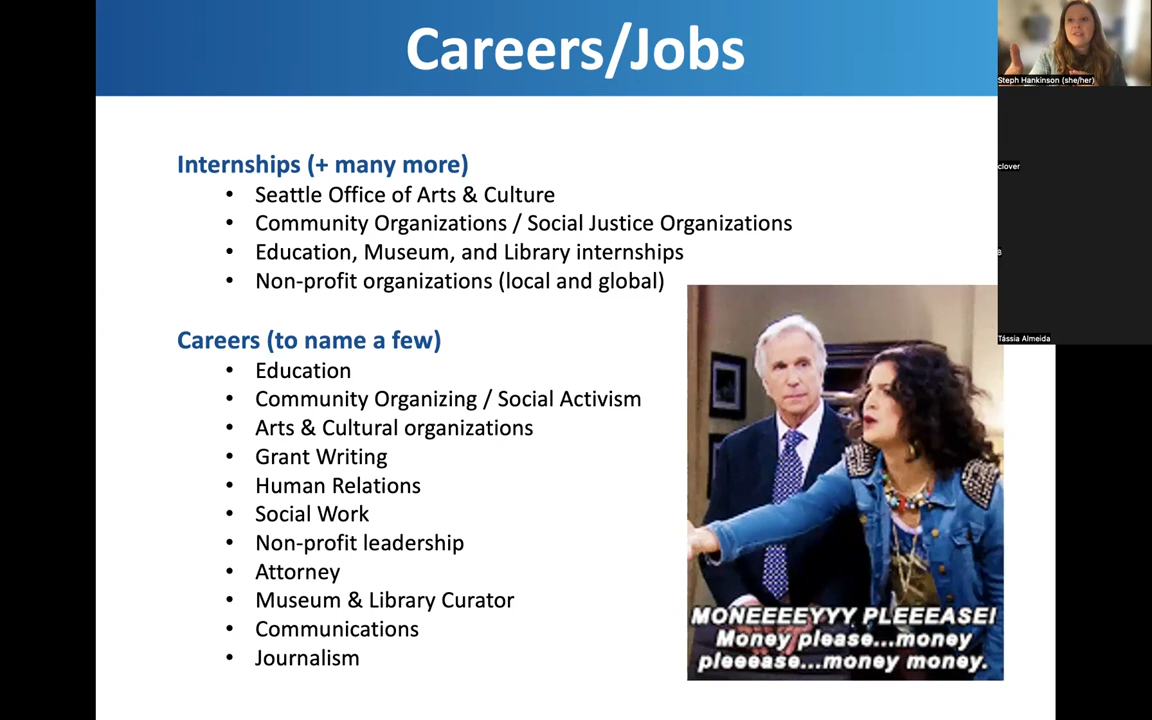 Careers/Jobs
Steph Hankinson (she/her)
clover
B
Tássia Almeida
Internships (+ many more)
• Seattle Office of Arts & Culture
• Community Organizations / Social Justice Organizations
• Education, Museum, and Library internships
• Non-profit organizations (local and global)
Careers (to name a few)
• Education
• Community Organizing / Social Activism
• Arts & Cultural organizations
• Grant Writing
• Human Relations
• Social Work
• Non-profit leadership
• Attorney
• Museum & Library Curator
• Communications
• Journalism
MONEEEEYYY PLEEEASE!
Money please...money
pleeease...money money.